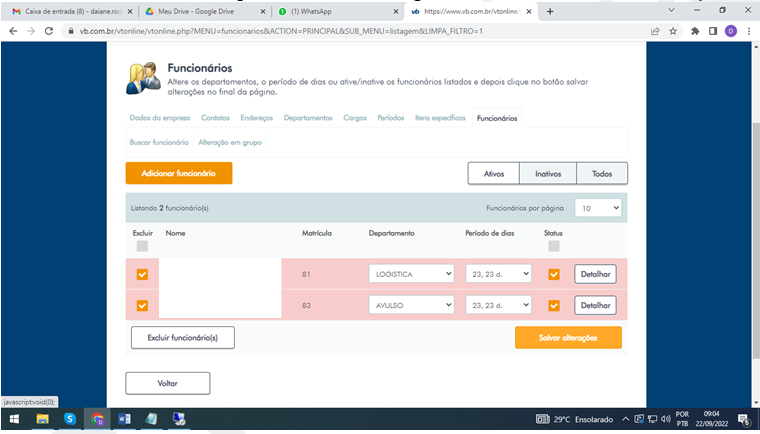 Caixa de entrada (8) - daiane.rod
Meu Drive - Google Drive
(1) WhatsApp
https://www.vb.com.br/vtonline/
vb.com.br/vtonline/vtonline.php?MENU=funcionarios&ACTION=PRINCIPAL&SUB_MENU=listagem&LIMPA_FILTRO=1
D
Funcionários
Altere os departamentos, o período de dias ou ative/inative os funcionários listados e depois clique no botão salvar
alterações no final da página.
Dados da empresa Contatos Endereços Departamentos Cargos Períodos Itens específicos Funcionários
Buscar funcionário Alteração em grupo
Adicionar funcionário
Ativos Inativos Todos
Listando 2 funcionário(s) Funcionários por página 10
Excluir Nome Matrícula Departamento Período de dias Status
81 LOGISTICA 23, 23 d. Detalhar
83 AVULSO 23, 23 d. Detalhar
Excluir funcionário(s) Salvar alterações
Voltar
javascript:void(0);
29°C Ensolarado
POR
PTB
09:04
22/09/2022